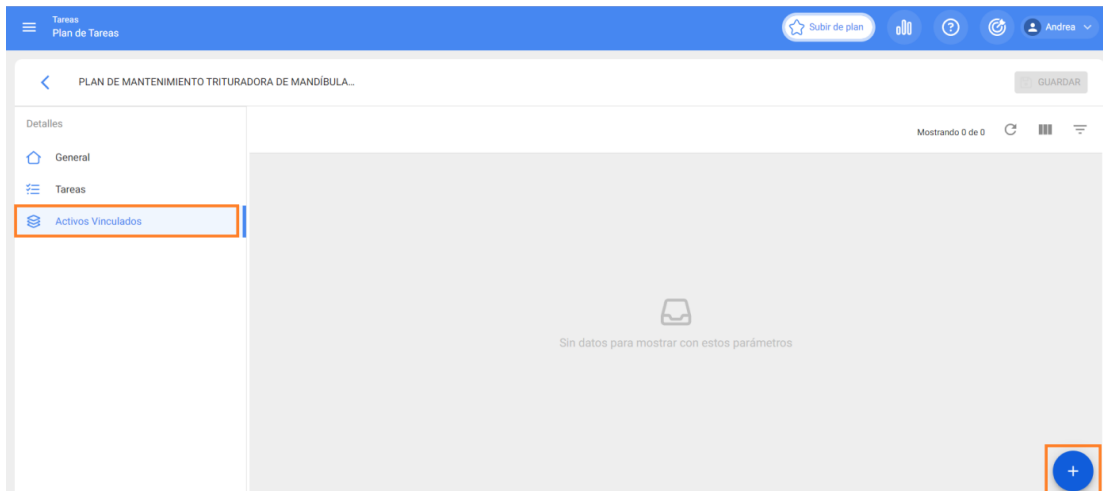 Tareas
Plan de Tareas
Subir de plan
Andrea
PLAN DE MANTENIMIENTO TRITURADORA DE MANDÍBULA...
GUARDAR
Detalles
Mostrando 0 de 0
General
Tareas
Activos Vinculados
Sin datos para mostrar con estos parámetros